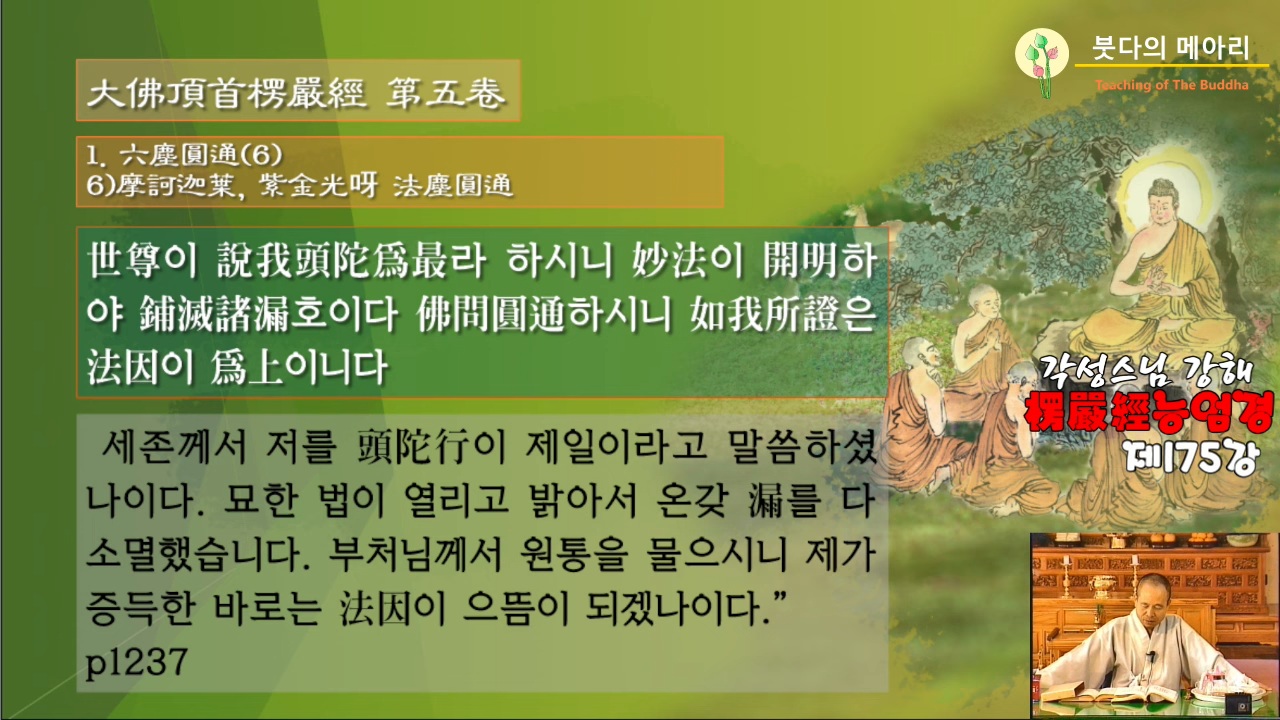 붓다의 메아리
Teaching of The Buddha
大佛頂首楞嚴經 第五卷
1. 六塵圓通(6)
6)摩訶迦葉, 紫金光呀 法塵圓通
世尊이 說我頭陀爲最라 하시니 妙法이 開明하
야 銷滅諸漏호이다 佛問圓通하시니 如我所證은
法因이 爲上이니다
세존께서 저를 頭陀行이 제일이라고 말씀하셨
나이다. 묘한 법이 열리고 밝아서 온갖 漏를 다
소멸했습니다. 부처님께서 원통을 물으시니 제가
증득한 바로는 法因이 으뜸이 되겠나이다.”
p1237
각성스님 강해
楞嚴經능엄경
제175강